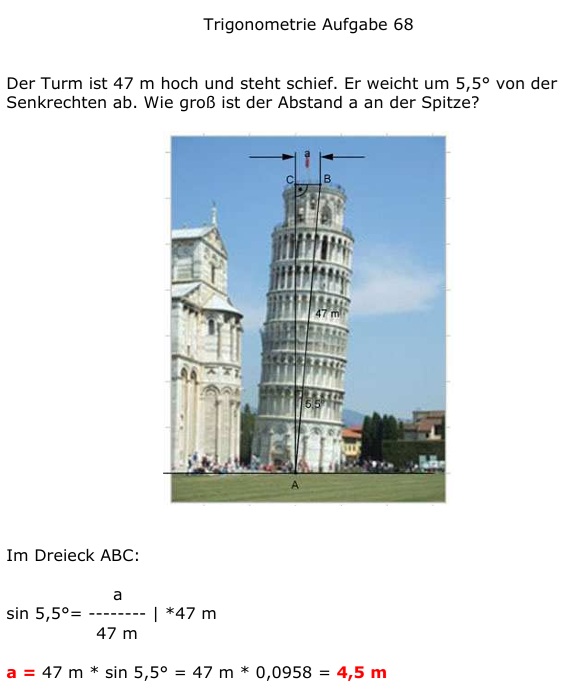 Trigonometrie Aufgabe 68
Der Turm ist 47 m hoch und steht schief. Er weicht um 5,5° von der
Senkrechten ab. Wie groß ist der Abstand a an der Spitze?
a
C B
47 m
5,5
A
Im Dreieck ABC:
a
sin 5,5°= -------- | *47 m
47 m
a = 47 m * sin 5,5° = 47 m * 0,0958 = 4,5 m